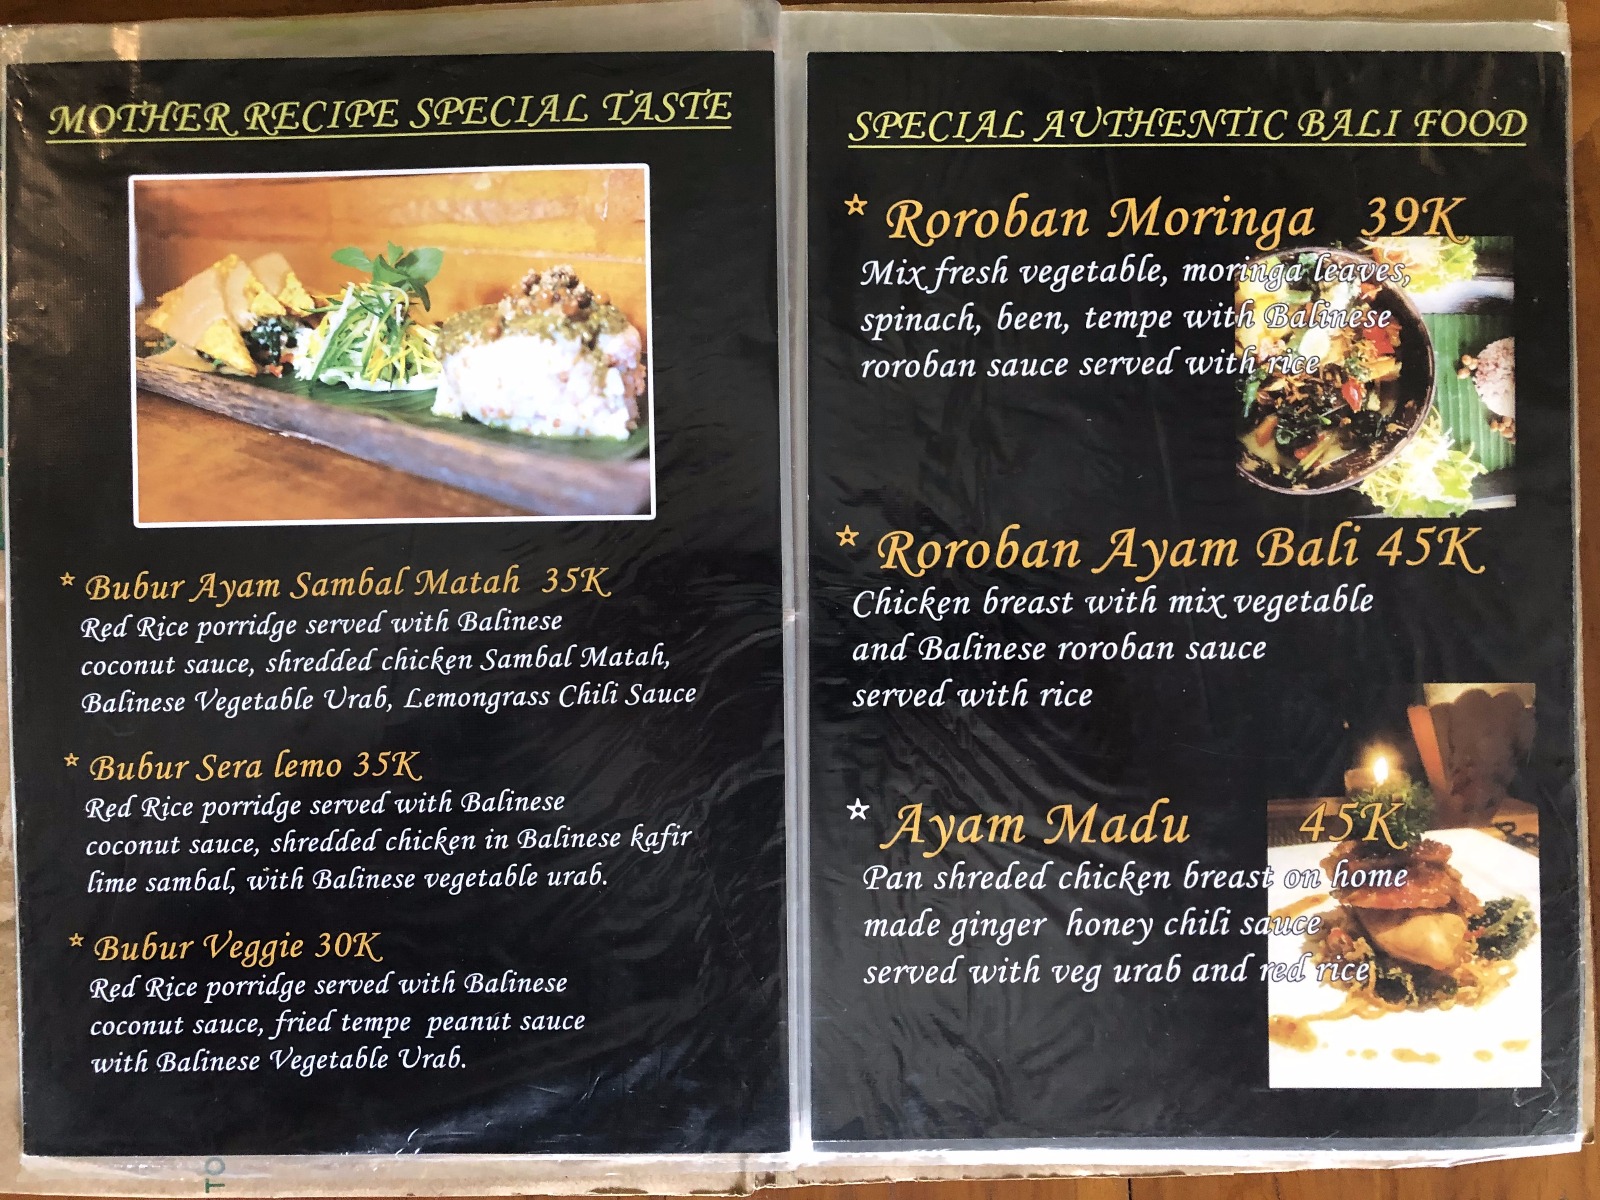 MOTHER RECIPE SPECIAL TASTE
☆ Bubur Ayam Sambal Matah 35K
Red Rice porridge served with Balinese
coconut sauce, shredded chicken Sambal Matah,
Balinese Vegetable Urab, Lemongrass Chili Sauce
☆ Bubur Sera lemo 35K
Red Rice porridge served with Balinese
coconut sauce, shredded chicken in Balinese kafir
lime sambal, with Balinese vegetable urab.
☆ Bubur Veggie 30K
Red Rice porridge served with Balinese
coconut sauce, fried tempe peanut sauce
with Balinese Vegetable Urab.
TO
SPECIAL AUTHENTIC BALI FOOD
☆ Roroban Moringa 39K
Mix fresh vegetable, moringa leaves,
spinach, been, tempe with Balinese
roroban sauce served with rice
☆ Roroban Ayam Bali 45K
Chicken breast with mix vegetable
and Balinese roroban sauce
served with rice
☆ Ayam Madu 45K
Pan shreded chicken breast on home
made ginger honey chili sauce
served with veg urab and red rice